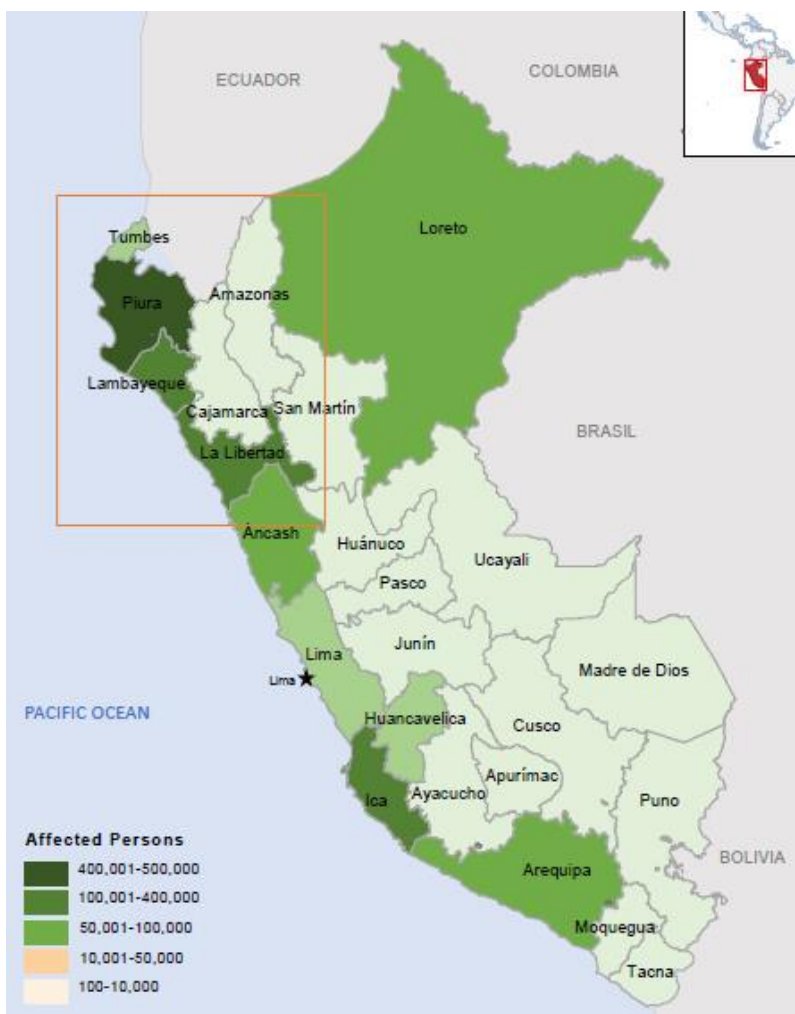 COLOMBIA
ECUADOR
Loreto
Tumbes
Amazonas
Piura
Lambayeque
Cajamarca
San Martín
BRASIL
La Libertad
Áncash
Huánuco
Ucayali
Pasco
Junín
Lima
Madre de Dios
Lima
PACIFIC OCEAN
Huancavelica
Cusco
Apurímac
Ayacucho
Ica
Puno
Affected Persons
BOLIVIA
400,001-500,000
Arequipa
100,001-400,000
50,001-100,000
Moquegua
10,001-50,000
Tacna
100-10,000